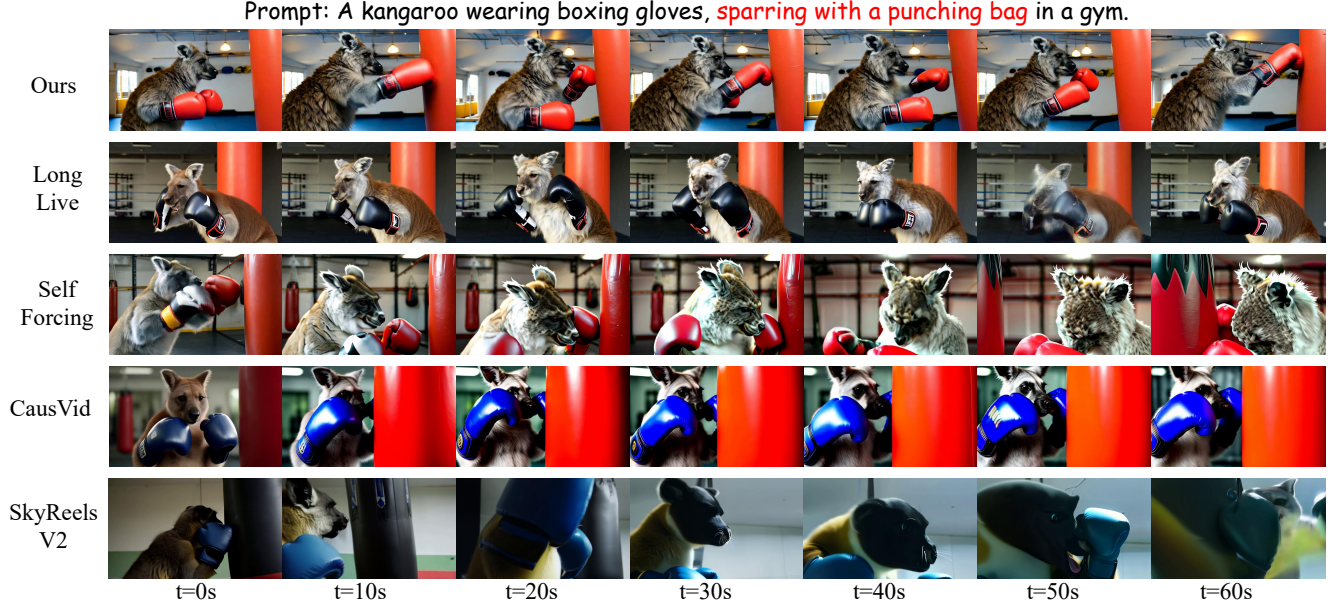 Prompt: A kangaroo wearing boxing gloves, sparring with a punching bag in a gym.
Ours
Long
Live
Self
Forcing
CausVid
SkyReels
V2
t=0s t=10s t=20s t=30s t=40s t=50s t=60s